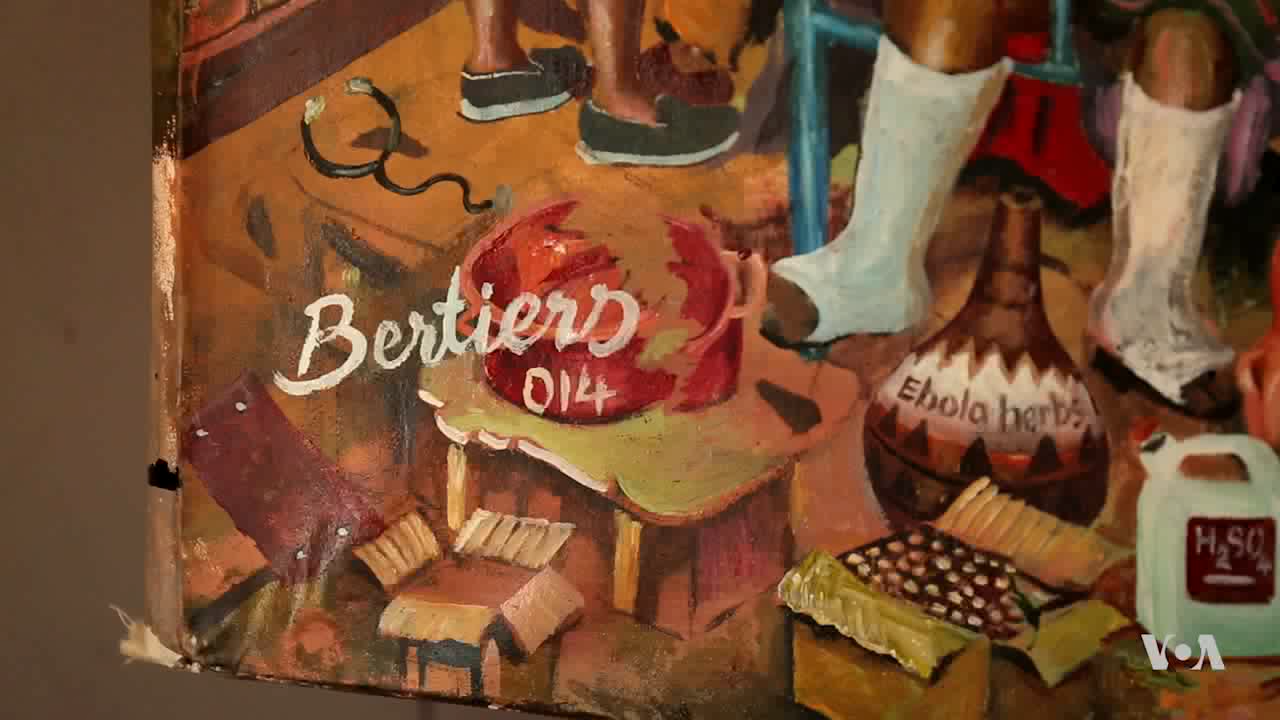 Bertiers
014
Ebola herbs
H₂SO₄
VOA